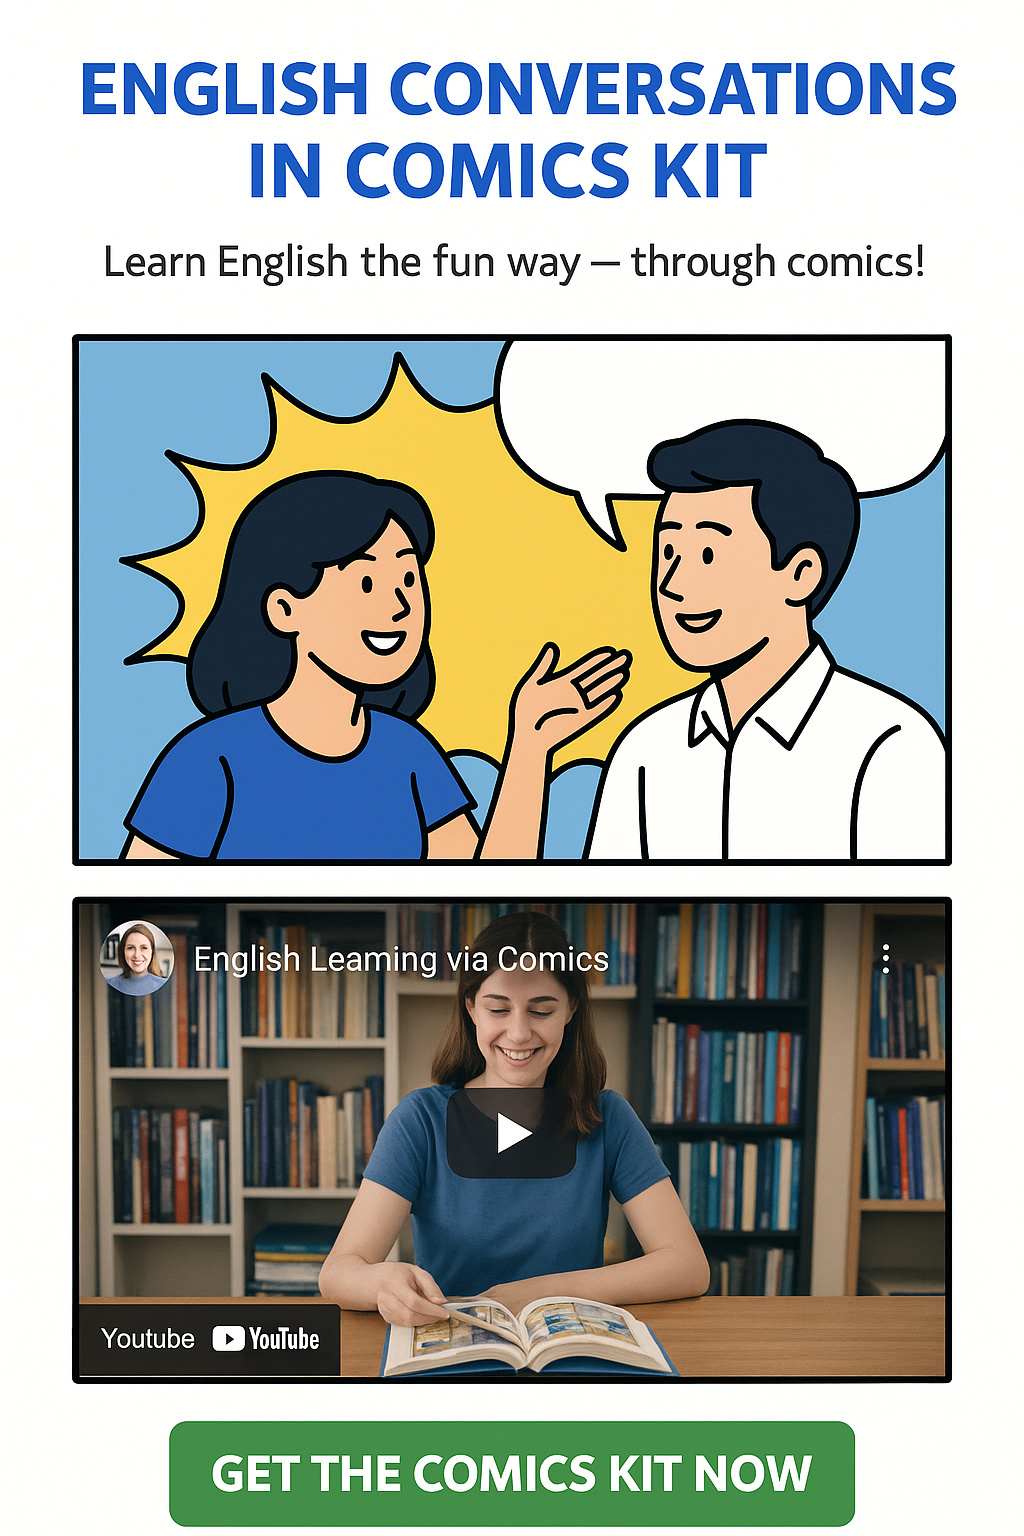 ENGLISH CONVERSATIONS
IN COMICS KIT
Learn English the fun way — through comics!
English Leaming via Comics
Youtube YouTube
GET THE COMICS KIT NOW